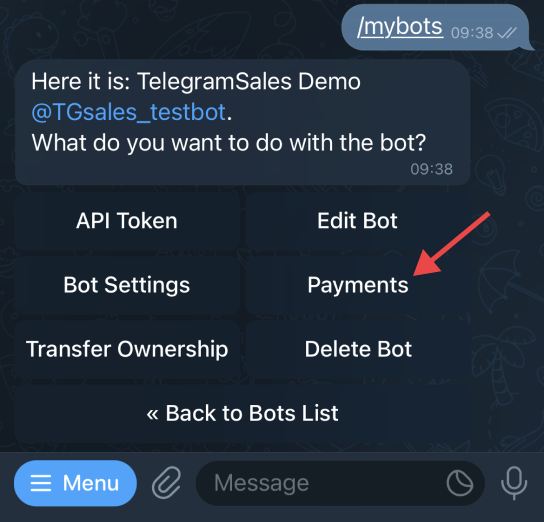 /mybots 09:38
Here it is: TelegramSales Demo
@TGsales_testbot.
What do you want to do with the bot?
09:38
API Token
Edit Bot
Bot Settings
Payments
Transfer Ownership
Delete Bot
« Back to Bots List
Menu
Message